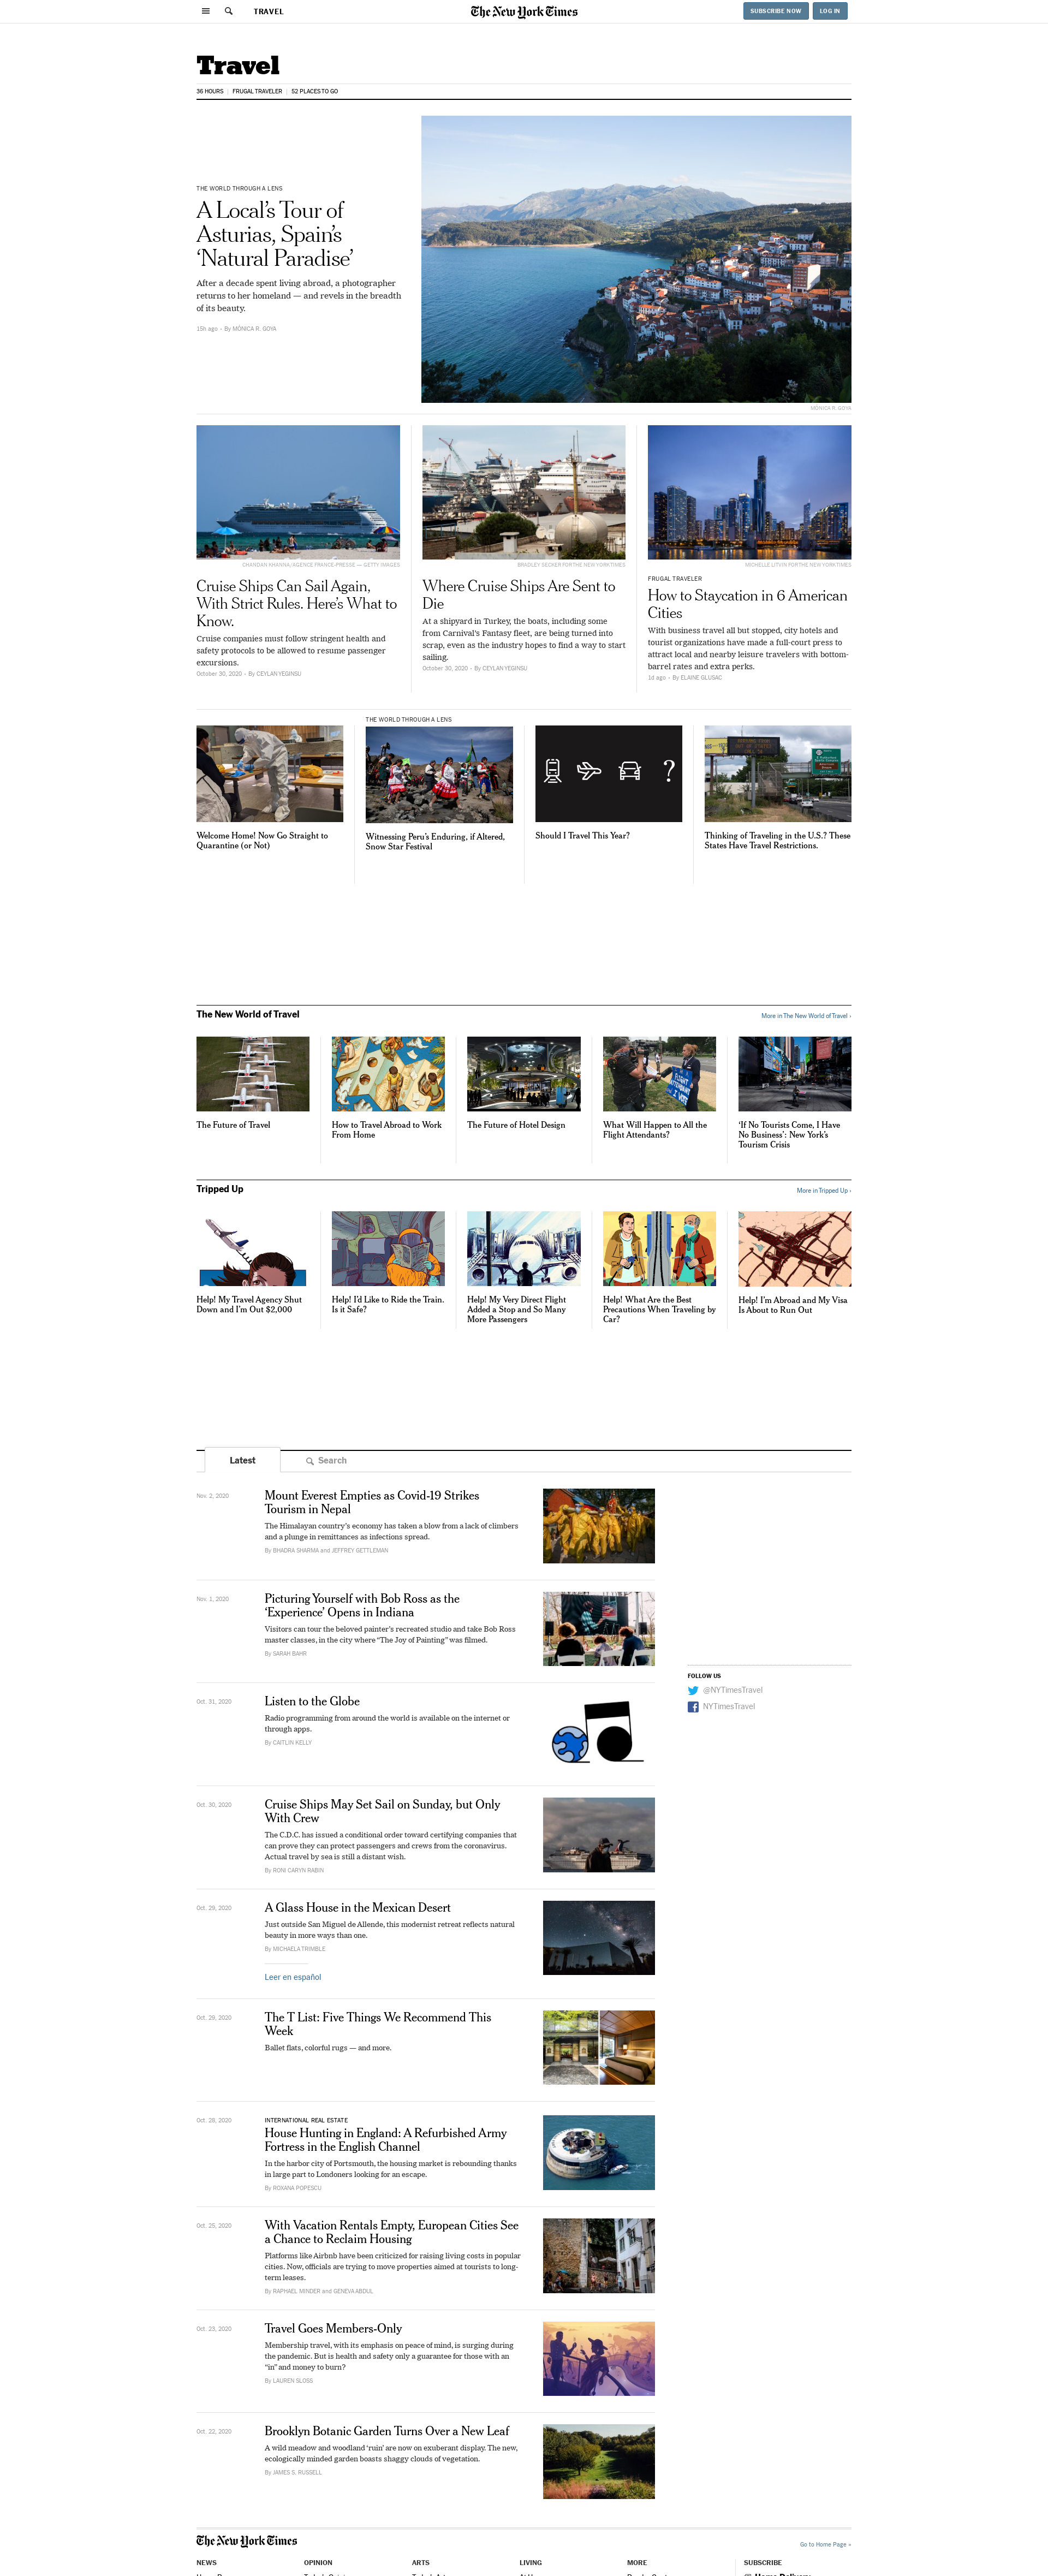 TRAVEL
The New York Times
SUBSCRIBE NOW
LOG IN
Travel
36 HOURS
FRUGAL TRAVELER
52 PLACES TO GO
THE WORLD THROUGH A LENS
A Local’s Tour of
Asturias, Spain’s
‘Natural Paradise’
After a decade spent living abroad, a photographer
returns to her homeland — and revels in the breadth
of its beauty.
15h ago · By MÓNICA R. GOYA
MÓNICA R. GOYA
CHANDAN KHANNA/AGENCE FRANCE-PRESSE — GETTY IMAGES
Cruise Ships Can Sail Again,
With Strict Rules. Here’s What to
Know.
Cruise companies must follow stringent health and
safety protocols to be allowed to resume passenger
excursions.
October 30, 2020 · By CEYLAN YEGINSU
BRADLEY SECKER FOR THE NEW YORK TIMES
Where Cruise Ships Are Sent to
Die
At a shipyard in Turkey, the boats, including some
from Carnival’s Fantasy fleet, are being turned into
scrap, even as the industry hopes to find a way to start
sailing.
October 30, 2020 · By CEYLAN YEGINSU
MICHELLE LITVIN FOR THE NEW YORK TIMES
FRUGAL TRAVELER
How to Staycation in 6 American
Cities
With business travel all but stopped, city hotels and
tourist organizations have made a full-court press to
attract local and nearby leisure travelers with bottom-
barrel rates and extra perks.
1d ago · By ELAINE GLUSAC
Welcome Home! Now Go Straight to
Quarantine (or Not)
THE WORLD THROUGH A LENS
Witnessing Peru’s Enduring, if Altered,
Snow Star Festival
?
Should I Travel This Year?
Thinking of Traveling in the U.S.? These
States Have Travel Restrictions.
The New World of Travel
More in The New World of Travel ›
The Future of Travel
How to Travel Abroad to Work
From Home
The Future of Hotel Design
What Will Happen to All the
Flight Attendants?
‘If No Tourists Come, I Have
No Business’: New York’s
Tourism Crisis
Tripped Up
More in Tripped Up ›
Help! My Travel Agency Shut
Down and I’m Out $2,000
Help! I’d Like to Ride the Train.
Is it Safe?
Help! My Very Direct Flight
Added a Stop and So Many
More Passengers
Help! What Are the Best
Precautions When Traveling by
Car?
Help! I’m Abroad and My Visa
Is About to Run Out
Latest
Search
Nov. 2, 2020
Mount Everest Empties as Covid-19 Strikes
Tourism in Nepal
The Himalayan country’s economy has taken a blow from a lack of climbers
and a plunge in remittances as infections spread.
By BHADRA SHARMA and JEFFREY GETTLEMAN
Nov. 1, 2020
Picturing Yourself with Bob Ross as the
‘Experience’ Opens in Indiana
Visitors can tour the beloved painter’s recreated studio and take Bob Ross
master classes, in the city where “The Joy of Painting” was filmed.
By SARAH BAHR
FOLLOW US
@NYTimesTravel
NYTimesTravel
Oct. 31, 2020
Listen to the Globe
Radio programming from around the world is available on the internet or
through apps.
By CAITLIN KELLY
Oct. 30, 2020
Cruise Ships May Set Sail on Sunday, but Only
With Crew
The C.D.C. has issued a conditional order toward certifying companies that
can prove they can protect passengers and crews from the coronavirus.
Actual travel by sea is still a distant wish.
By RONI CARYN RABIN
Oct. 29, 2020
A Glass House in the Mexican Desert
Just outside San Miguel de Allende, this modernist retreat reflects natural
beauty in more ways than one.
By MICHAELA TRIMBLE
Leer en español
Oct. 29, 2020
The T List: Five Things We Recommend This
Week
Ballet flats, colorful rugs — and more.
Oct. 28, 2020
INTERNATIONAL REAL ESTATE
House Hunting in England: A Refurbished Army
Fortress in the English Channel
In the harbor city of Portsmouth, the housing market is rebounding thanks
in large part to Londoners looking for an escape.
By ROXANA POPESCU
Oct. 25, 2020
With Vacation Rentals Empty, European Cities See
a Chance to Reclaim Housing
Platforms like Airbnb have been criticized for raising living costs in popular
cities. Now, officials are trying to move properties aimed at tourists to long-
term leases.
By RAPHAEL MINDER and GENEVA ABDUL
Oct. 23, 2020
Travel Goes Members-Only
Membership travel, with its emphasis on peace of mind, is surging during
the pandemic. But is health and safety only a guarantee for those with an
“in” and money to burn?
By LAUREN SLOSS
Oct. 22, 2020
Brooklyn Botanic Garden Turns Over a New Leaf
A wild meadow and woodland ‘ruin’ are now on exuberant display. The new,
ecologically minded garden boasts shaggy clouds of vegetation.
By JAMES S. RUSSELL
The New York Times
Go to Home Page »
NEWS
OPINION
ARTS
LIVING
MORE
SUBSCRIBE